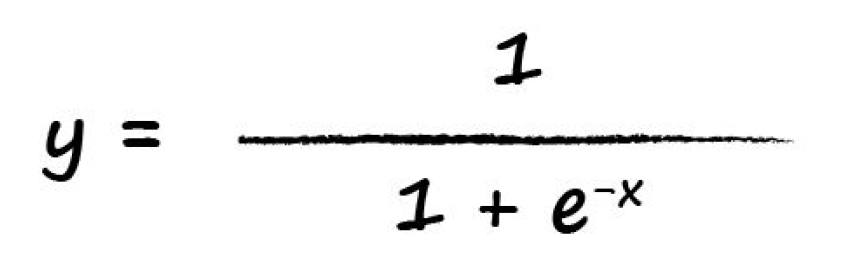 1
y =
1 + e⁻ˣ